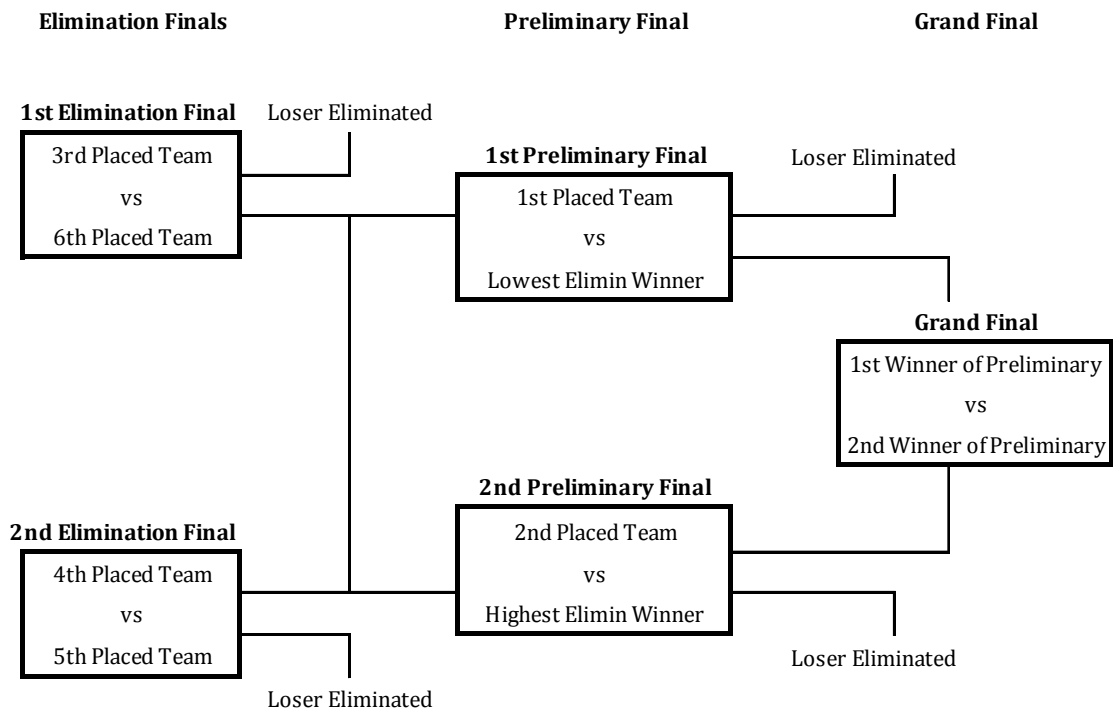 Elimination Finals
Preliminary Final
Grand Final
1st Elimination Final
Loser Eliminated
3rd Placed Team
vs
6th Placed Team
1st Preliminary Final
Loser Eliminated
1st Placed Team
vs
Lowest Elimin Winner
Grand Final
1st Winner of Preliminary
vs
2nd Winner of Preliminary
2nd Preliminary Final
2nd Placed Team
vs
Highest Elimin Winner
Loser Eliminated
2nd Elimination Final
4th Placed Team
vs
5th Placed Team
Loser Eliminated